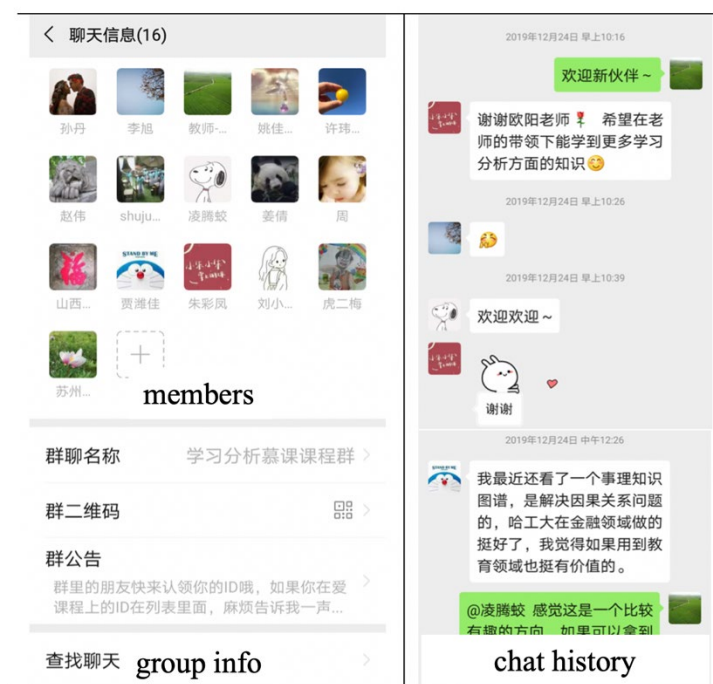 聊天信息(16)
孙丹
李旭
教师-...
姚佳...
许玮...
赵伟
shuju...
凌腾蛟
姜倩
周
STAND BY ME
山西...
贾潍佳
朱彩凤
刘小...
虎二梅
苏州...
members
群聊名称
学习分析慕课课程群
群二维码
群公告
群里的朋友快来认领你的ID哦，如果你在爱
课程上的ID在列表里面，麻烦告诉我一声...
查找聊天
group info
2019年12月24日 早上10:16
欢迎新伙伴～
谢谢欧阳老师🌹 希望在老
师的带领下能学到更多学习
分析方面的知识😊
2019年12月24日 早上10:26
2019年12月24日 早上10:39
欢迎欢迎～
谢谢
2019年12月24日 中午12:26
我最近还看了一个事理知识
图谱，是解决因果关系问题
的，哈工大在金融领域做的
挺好了，我觉得如果用到教
育领域也挺有价值的。
@凌腾蛟 感觉这是一个比较
有趣的方向，如果可以拿到
chat history